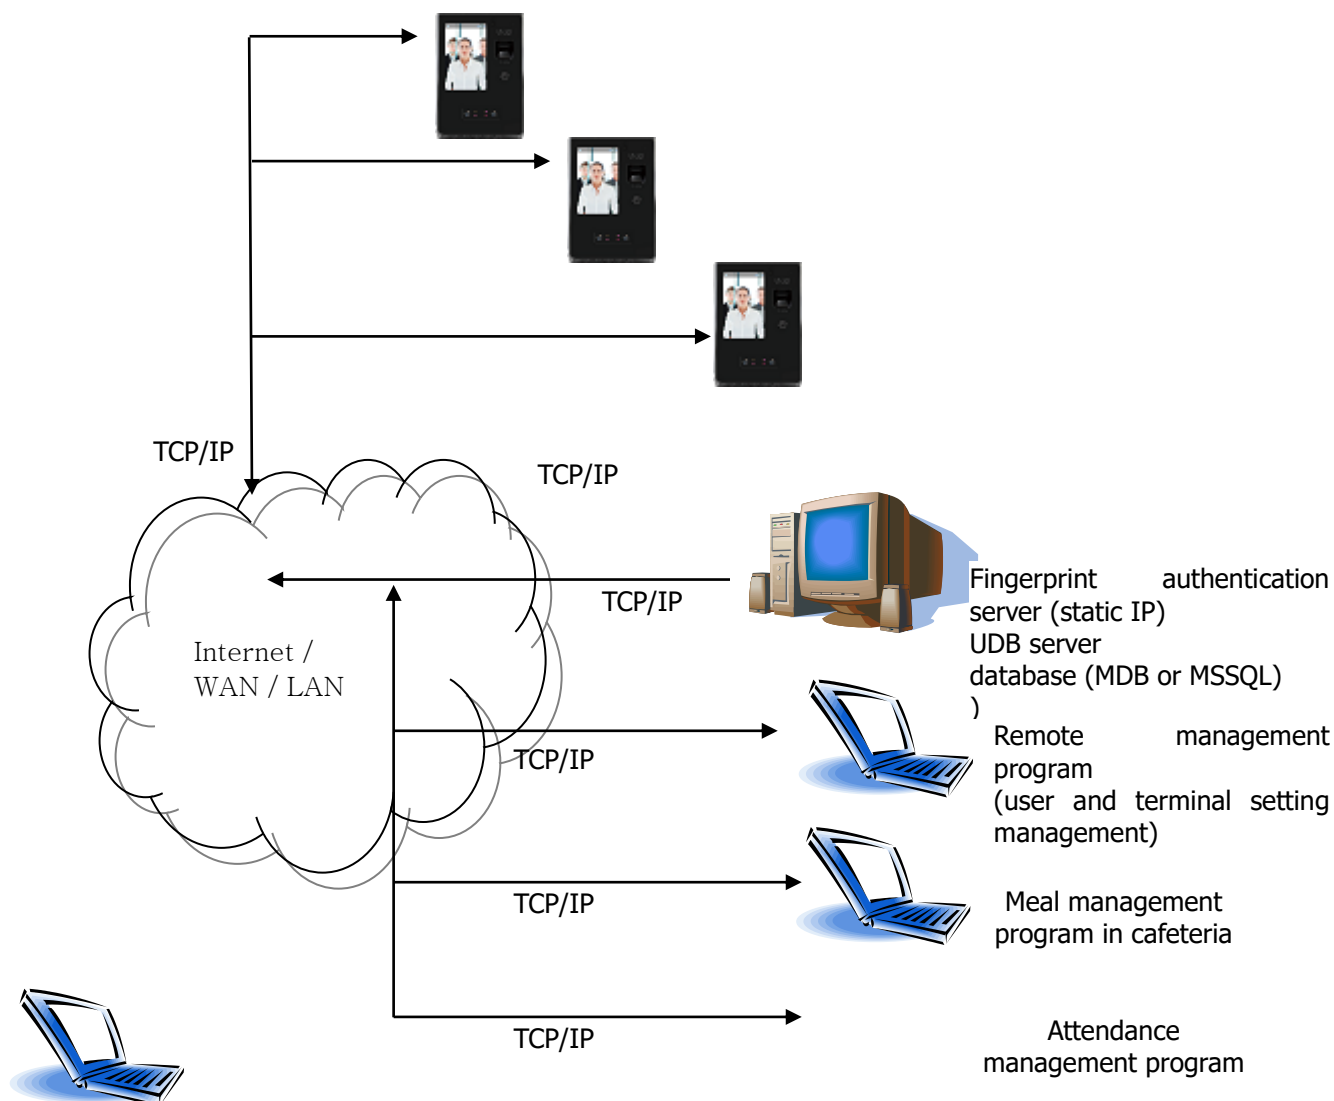 TCP/IP
TCP/IP
Fingerprint authentication
server (static IP)
UDB server
database (MDB or MSSQL)
)
TCP/IP
Internet /
WAN / LAN
TCP/IP
Remote management
program
(user and terminal setting
management)
TCP/IP
Meal management
program in cafeteria
TCP/IP
Attendance
management program